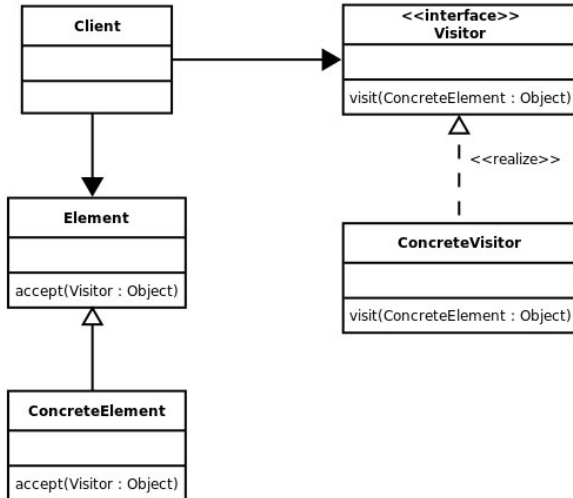 Client
<<interface>>
Visitor
visit(ConcreteElement : Object)
<<realize>>
Element
accept(Visitor : Object)
ConcreteVisitor
visit(ConcreteElement : Object)
ConcreteElement
accept(Visitor : Object)